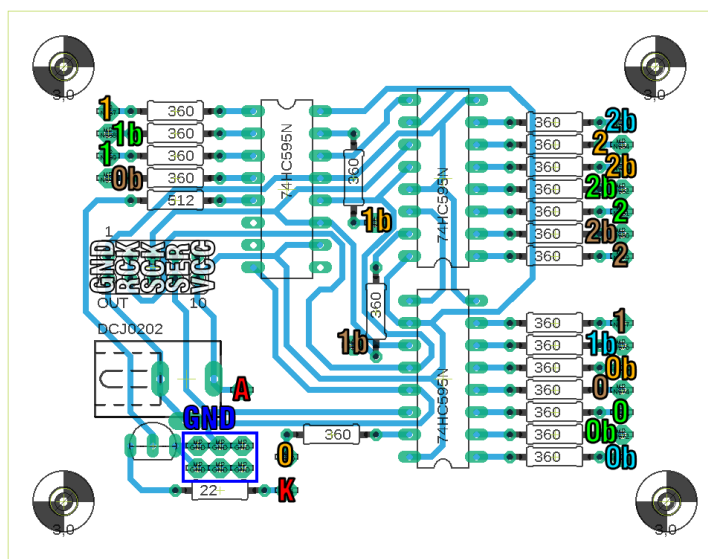 3,0
3,0
1 360
1b 360
1 360
0b 360
512
74HC595N
360
1b
74HC595N
360 2b
360 2
360 2b
360 2b
360 2
360 2b
360 2
1
GND
RCK
SCK
SER
VCC
OUT 10
DCJ0202
360
1b
A
GND
360
0
22
K
74HC595N
360 1
360 1b
360 0b
360 0
360 0
360 0b
360 0b
3,0
3,0